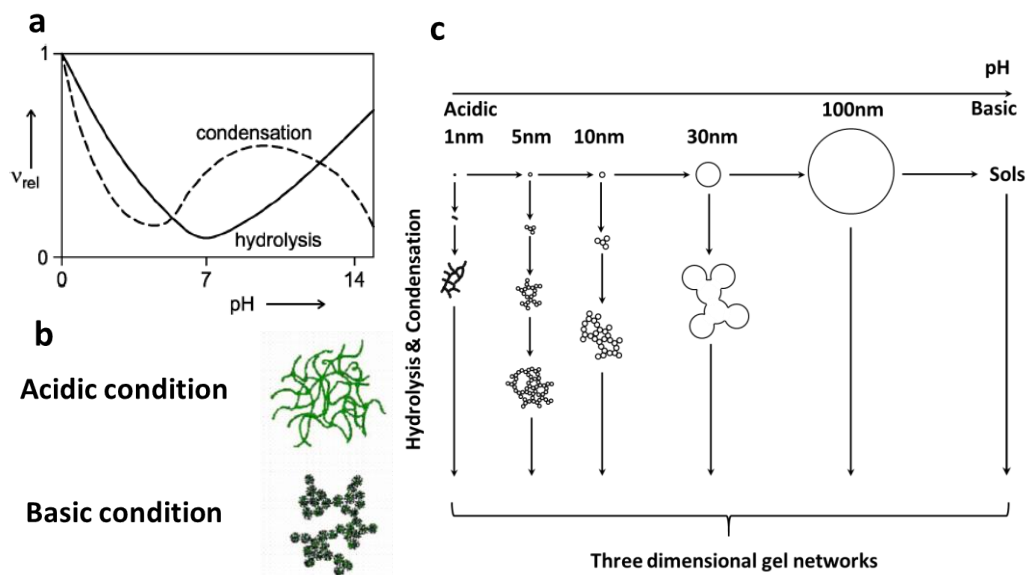 a
1
condensation
νrel
hydrolysis
0
0
7
14
pH
b
Acidic condition
Basic condition
c
pH
Acidic
Basic
1nm
5nm
10nm
30nm
100nm
Sols
Hydrolysis & Condensation
Three dimensional gel networks